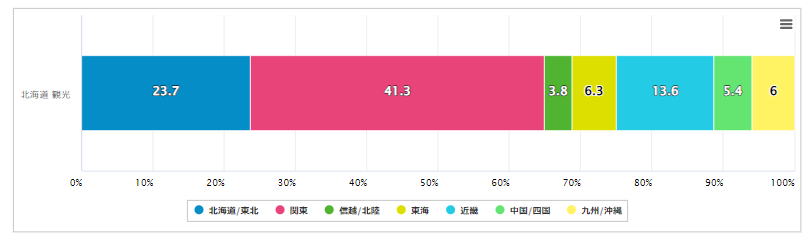 23.7 41.3 3.8 6.3 13.6 5.4 6
北海道 観光
0% 10% 20% 30% 40% 50% 60% 70% 80% 90% 100%
北海道/東北 関東 信越/北陸 東海 近畿 中国/四国 九州/沖縄